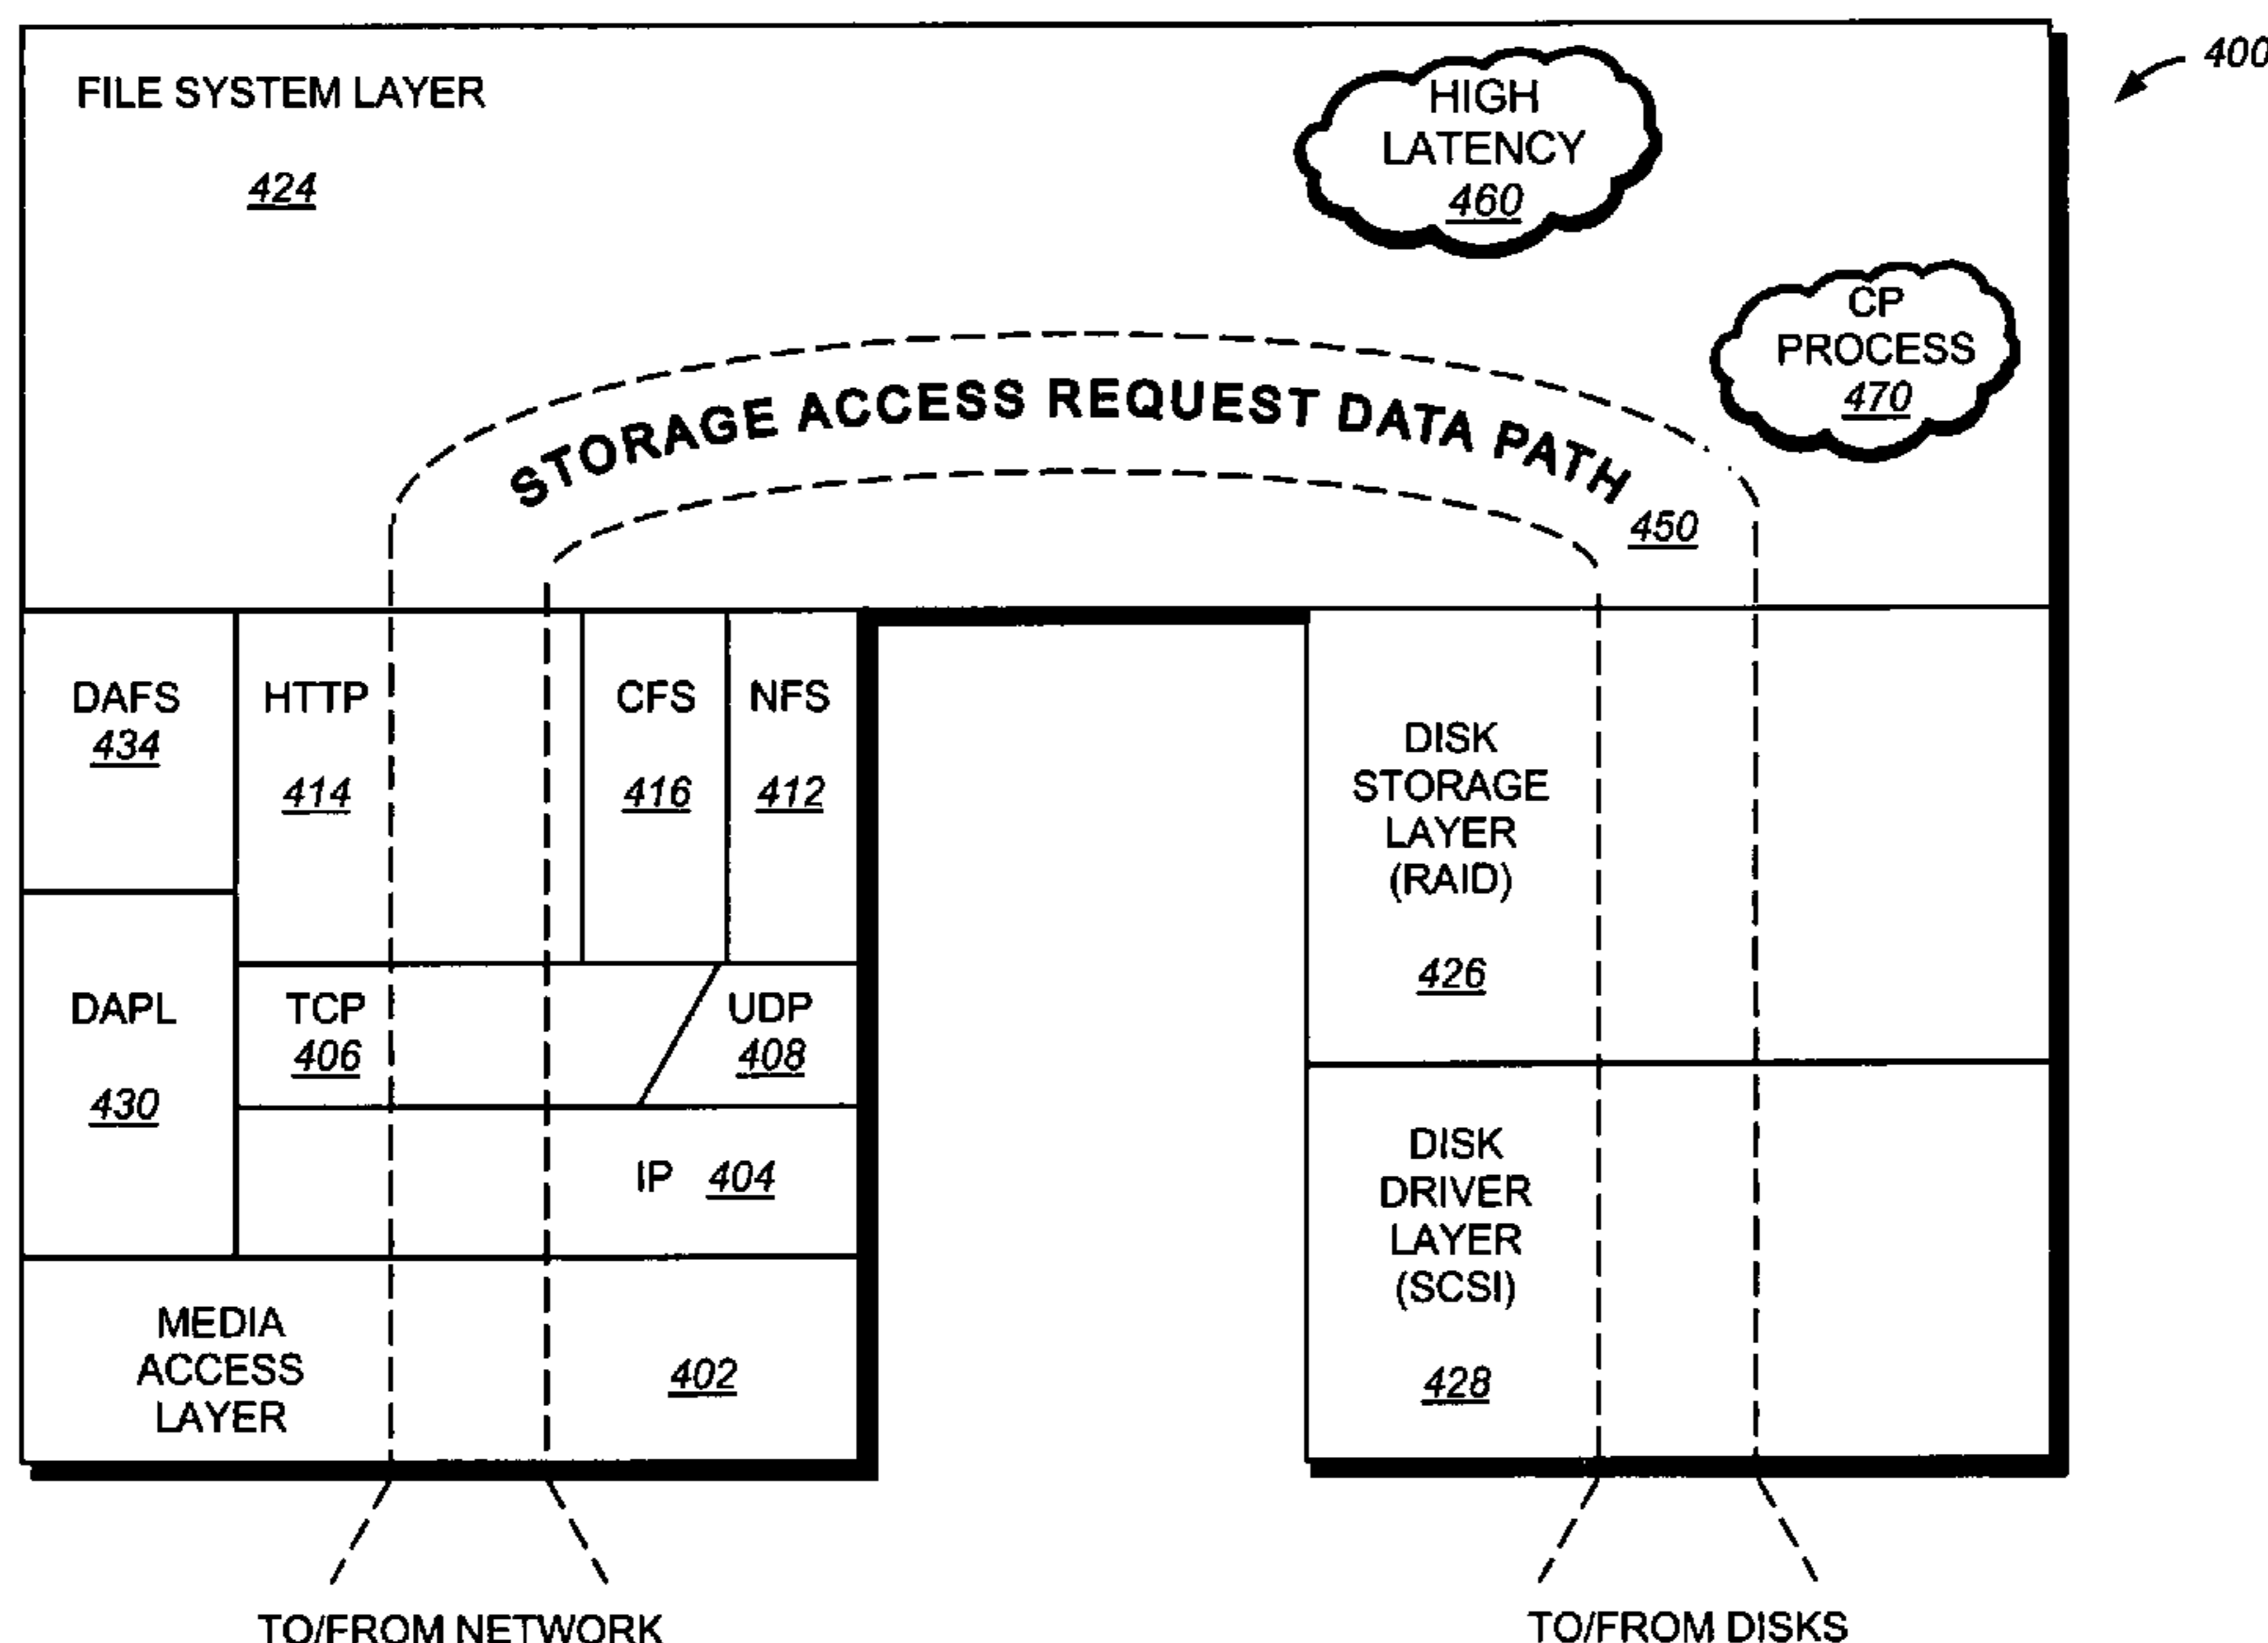 400
FILE SYSTEM LAYER
424
HIGH
LATENCY
460
CP
PROCESS
470
STORAGE ACCESS REQUEST DATA PATH
450
DAFS
434
HTTP
414
CFS
416
NFS
412
DAPL
430
TCP
406
UDP
408
IP 404
MEDIA
ACCESS
LAYER
402
DISK
STORAGE
LAYER
(RAID)
426
DISK
DRIVER
LAYER
(SCSI)
428
TO/FROM NETWORK
TO/FROM DISKS